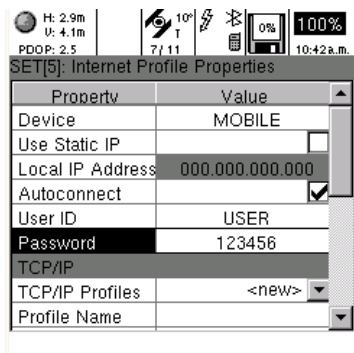 H: 2.9m
V: 4.1m
PDOP: 2.5
10°
T
7/11
0%
100%
10:42a.m.
SET[5]: Internet Profile Properties
Property Value
Device MOBILE
Use Static IP
Local IP Address 000.000.000.000
Autoconnect
User ID USER
Password 123456
TCP/IP
TCP/IP Profiles <new>
Profile Name